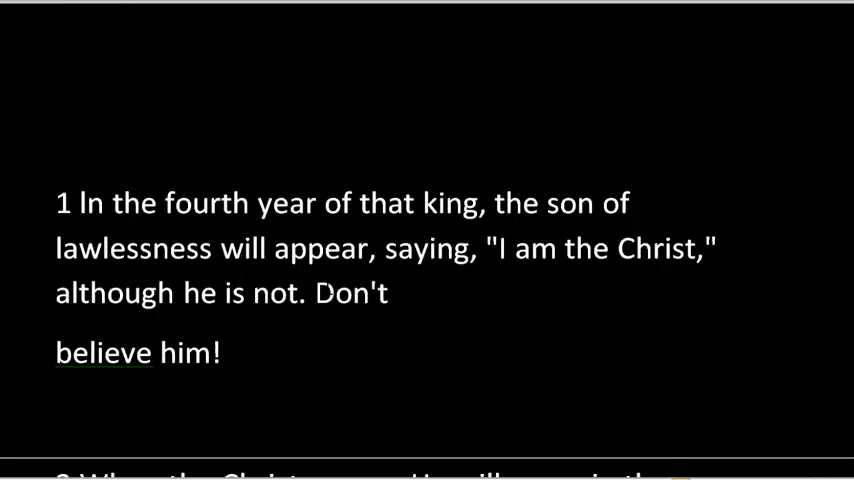 1 In the fourth year of that king, the son of
lawlessness will appear, saying, "I am the Christ,"
although he is not. Don't
believe him!